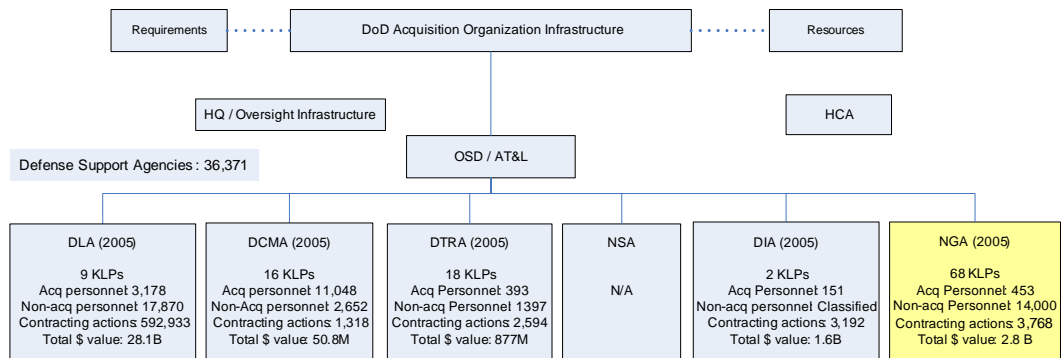 Requirements
DoD Acquisition Organization Infrastructure
Resources
HQ / Oversight Infrastructure
HCA
OSD / AT&L
Defense Support Agencies : 36,371
DLA (2005)
9 KLPs
Acq personnel: 3,178
Non-acq personnel: 17,870
Contracting actions: 592,933
Total $ value: 28.1B
DCMA (2005)
16 KLPs
Acq personnel: 11,048
Non-Acq personnel: 2,652
Contracting actions: 1,318
Total $ value: 50.8M
DTRA (2005)
18 KLPs
Acq personnel: 393
Non-acq personnel: 1397
Contracting actions: 2,594
Total $ value: 877M
NSA
N/A
DIA (2005)
2 KLPs
Acq personnel: 151
Non-acq personnel: Classified
Contracting actions: 3,192
Total $ value: 1.6B
NGA (2005)
68 KLPs
Acq personnel: 453
Non-acq Personnel: 14,000
Contracting actions: 3,768
Total $ value: 2.8 B